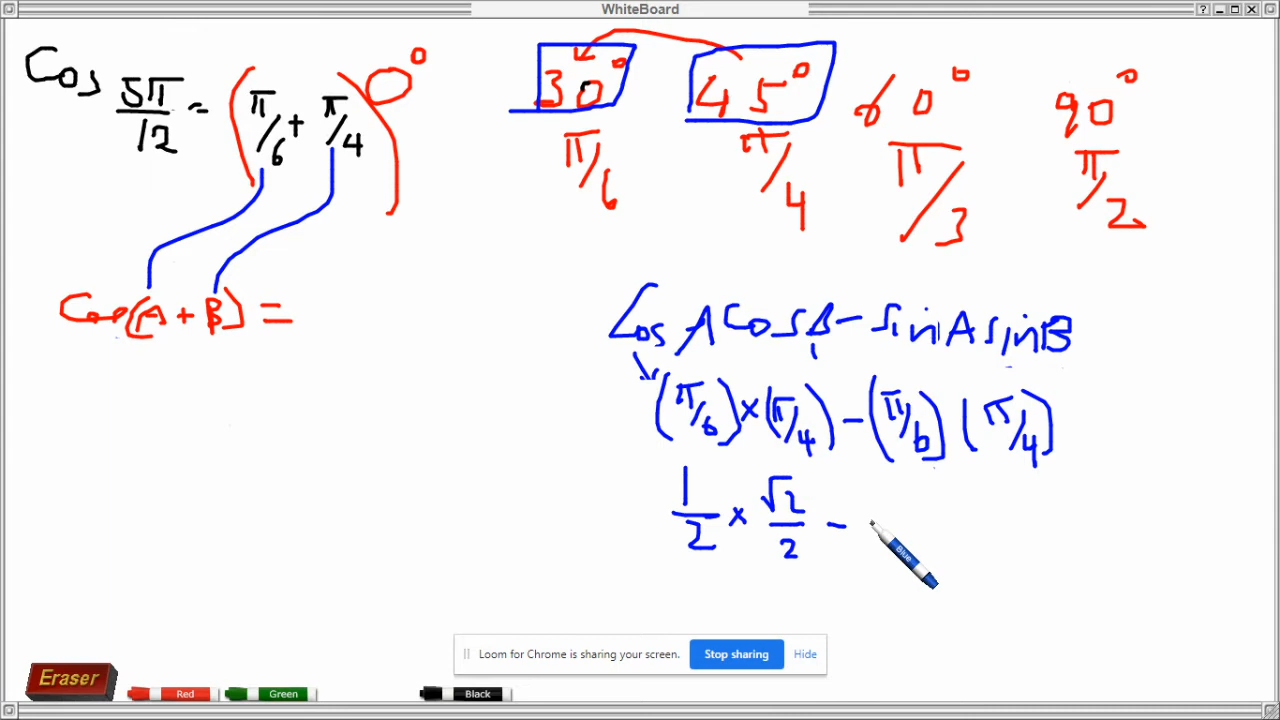 WhiteBoard
Cos 5π/12 = (π/6 + π/4)
0°
30° 45° 60° 90°
π/6 π/4 π/3 π/2
Cos(A + B) =
Cos A Cos B - sin A sin B
(π/6) × (π/4) - (π/6) (π/4)
1/2 × √2/2 -
Blue
Loom for Chrome is sharing your screen. Stop sharing Hide
Eraser Red Green Black